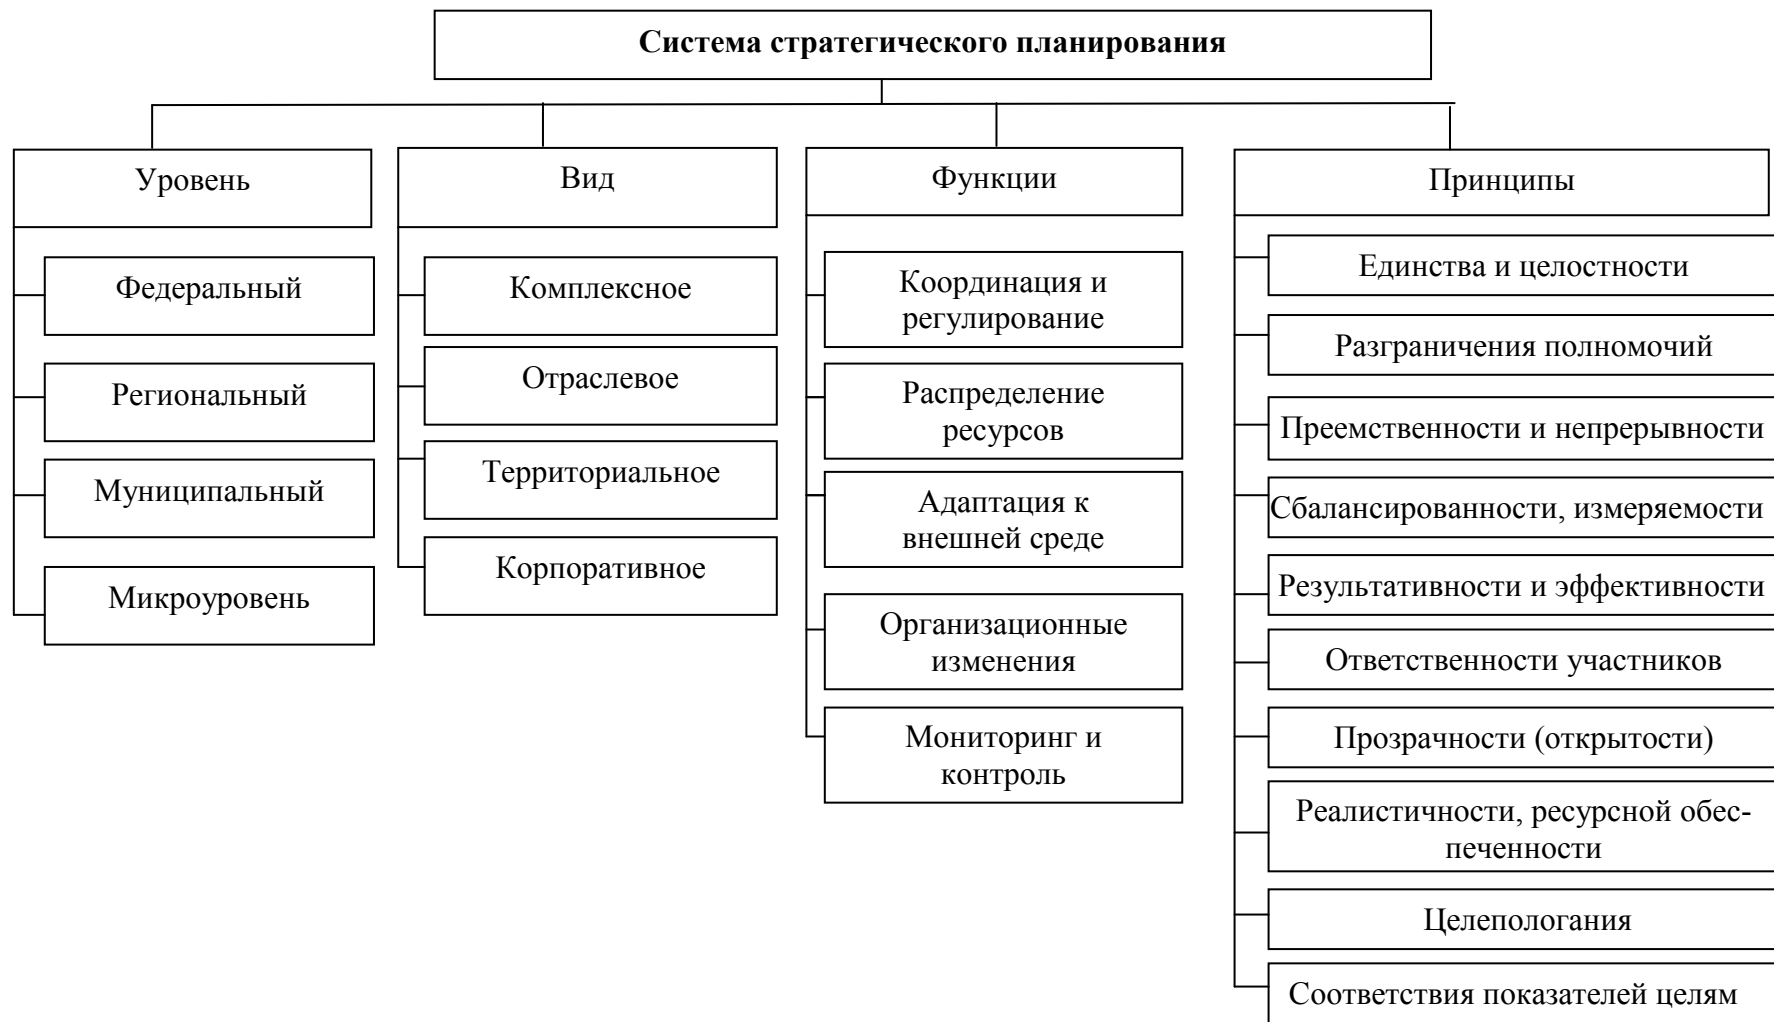 Система стратегического планирования
Уровень
Федеральный
Региональный
Муниципальный
Микроуровень
Вид
Комплексное
Отраслевое
Территориальное
Корпоративное
Функции
Координация и
регулирование
Распределение
ресурсов
Адаптация к
внешней среде
Организационные
изменения
Мониторинг и
контроль
Принципы
Единства и целостности
Разграничения полномочий
Преемственности и непрерывности
Сбалансированности, измеряемости
Результативности и эффективности
Ответственности участников
Прозрачности (открытости)
Реалистичности, ресурсной обес-
печенности
Целепологания
Соответствия показателей целям